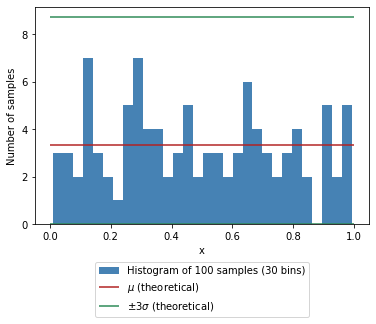 8
6
4
2
0
Number of samples
0.0 0.2 0.4 0.6 0.8 1.0
x
Histogram of 100 samples (30 bins)
μ (theoretical)
±3σ (theoretical)